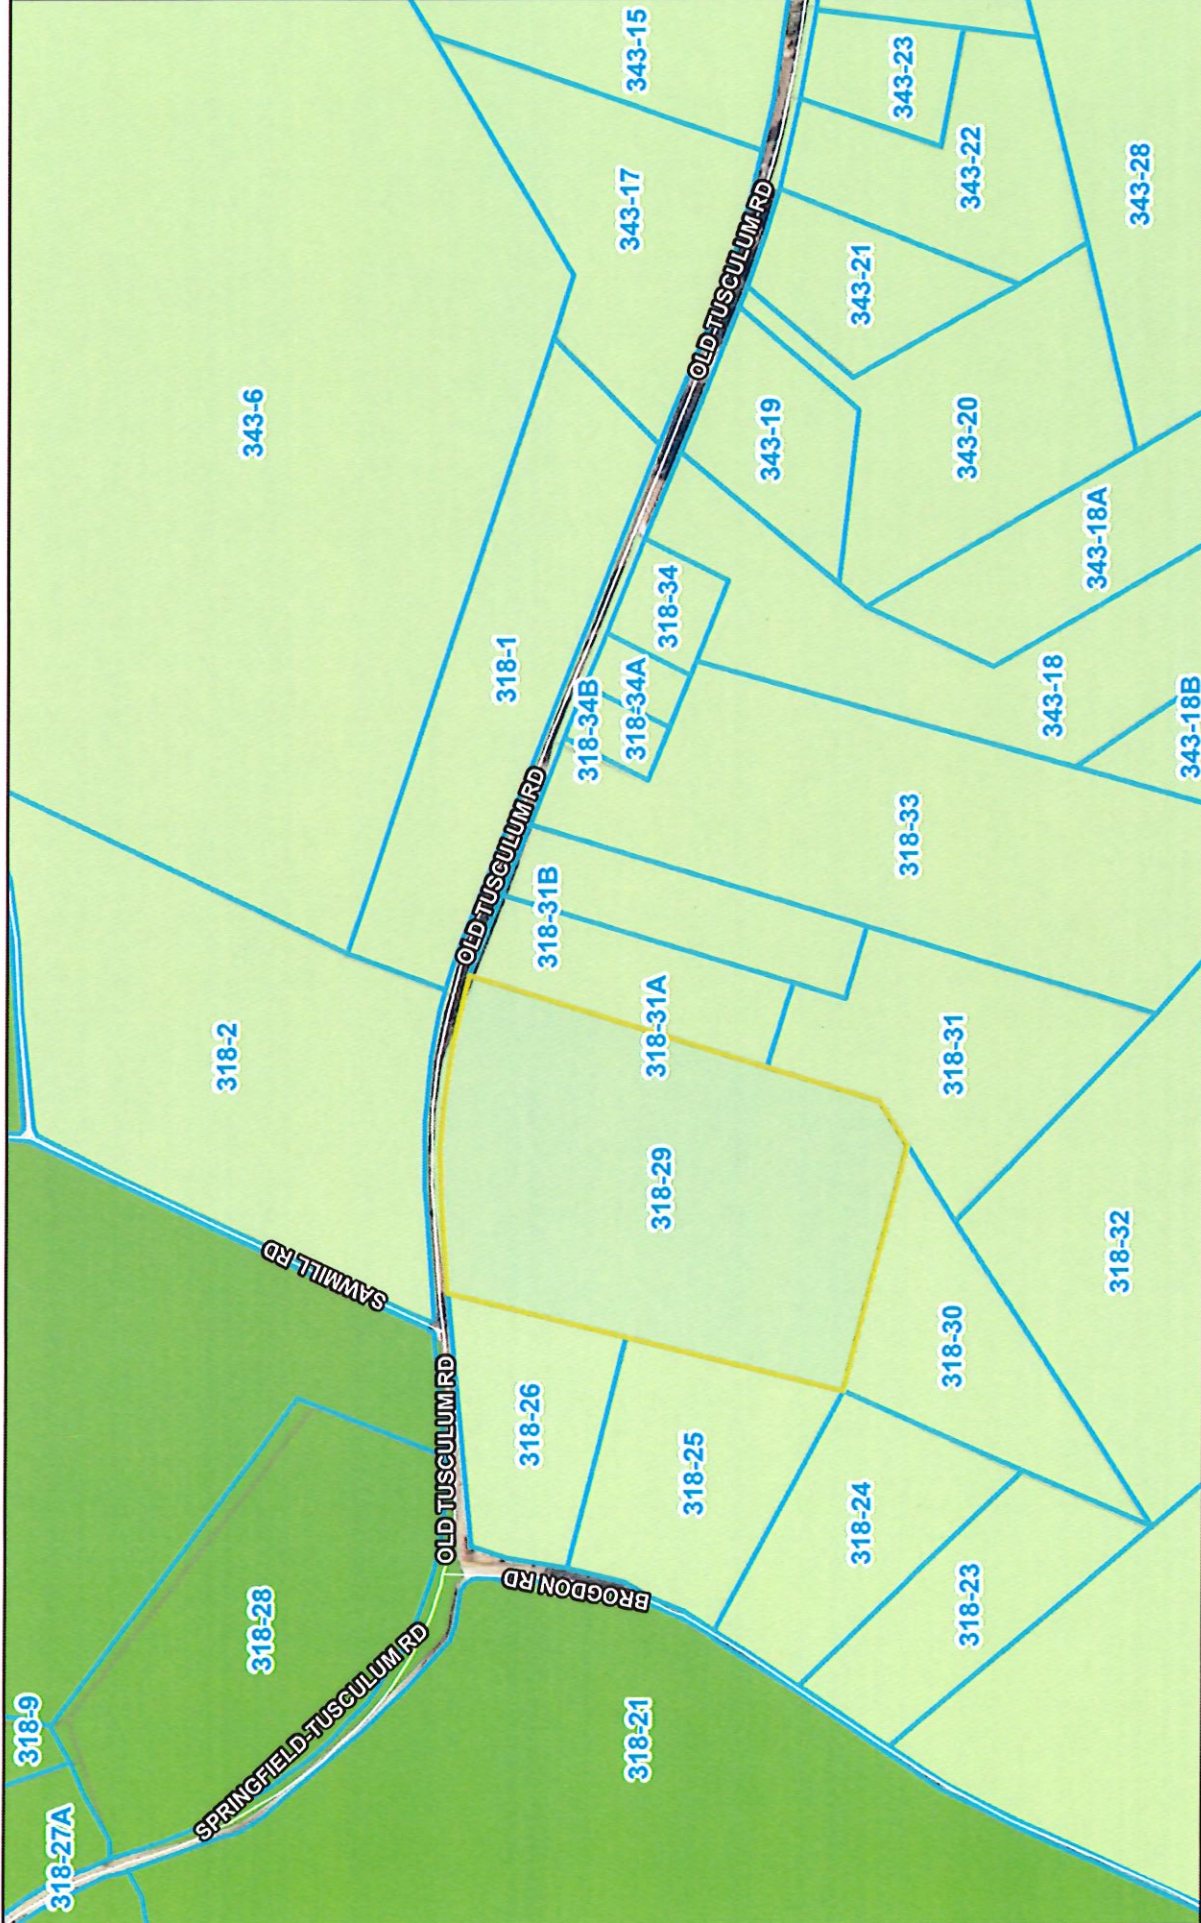 318-9
318-27A
318-28
318-2
343-6
SPRINGFIELD-TUSCULUM RD
SAWMILL RD
OLD TUSCULUM RD
OLD TUSCULUM RD
318-1
318-26
318-31B
BROGDON RD
318-34B
318-21
318-34A
343-17
343-15
318-29
318-31A
318-34
318-25
OLD-TUSCULUM-RD
343-19
318-24
343-21
318-33
343-23
318-30
318-31
318-23
343-20
343-22
343-18
343-18A
318-32
343-28
343-18B